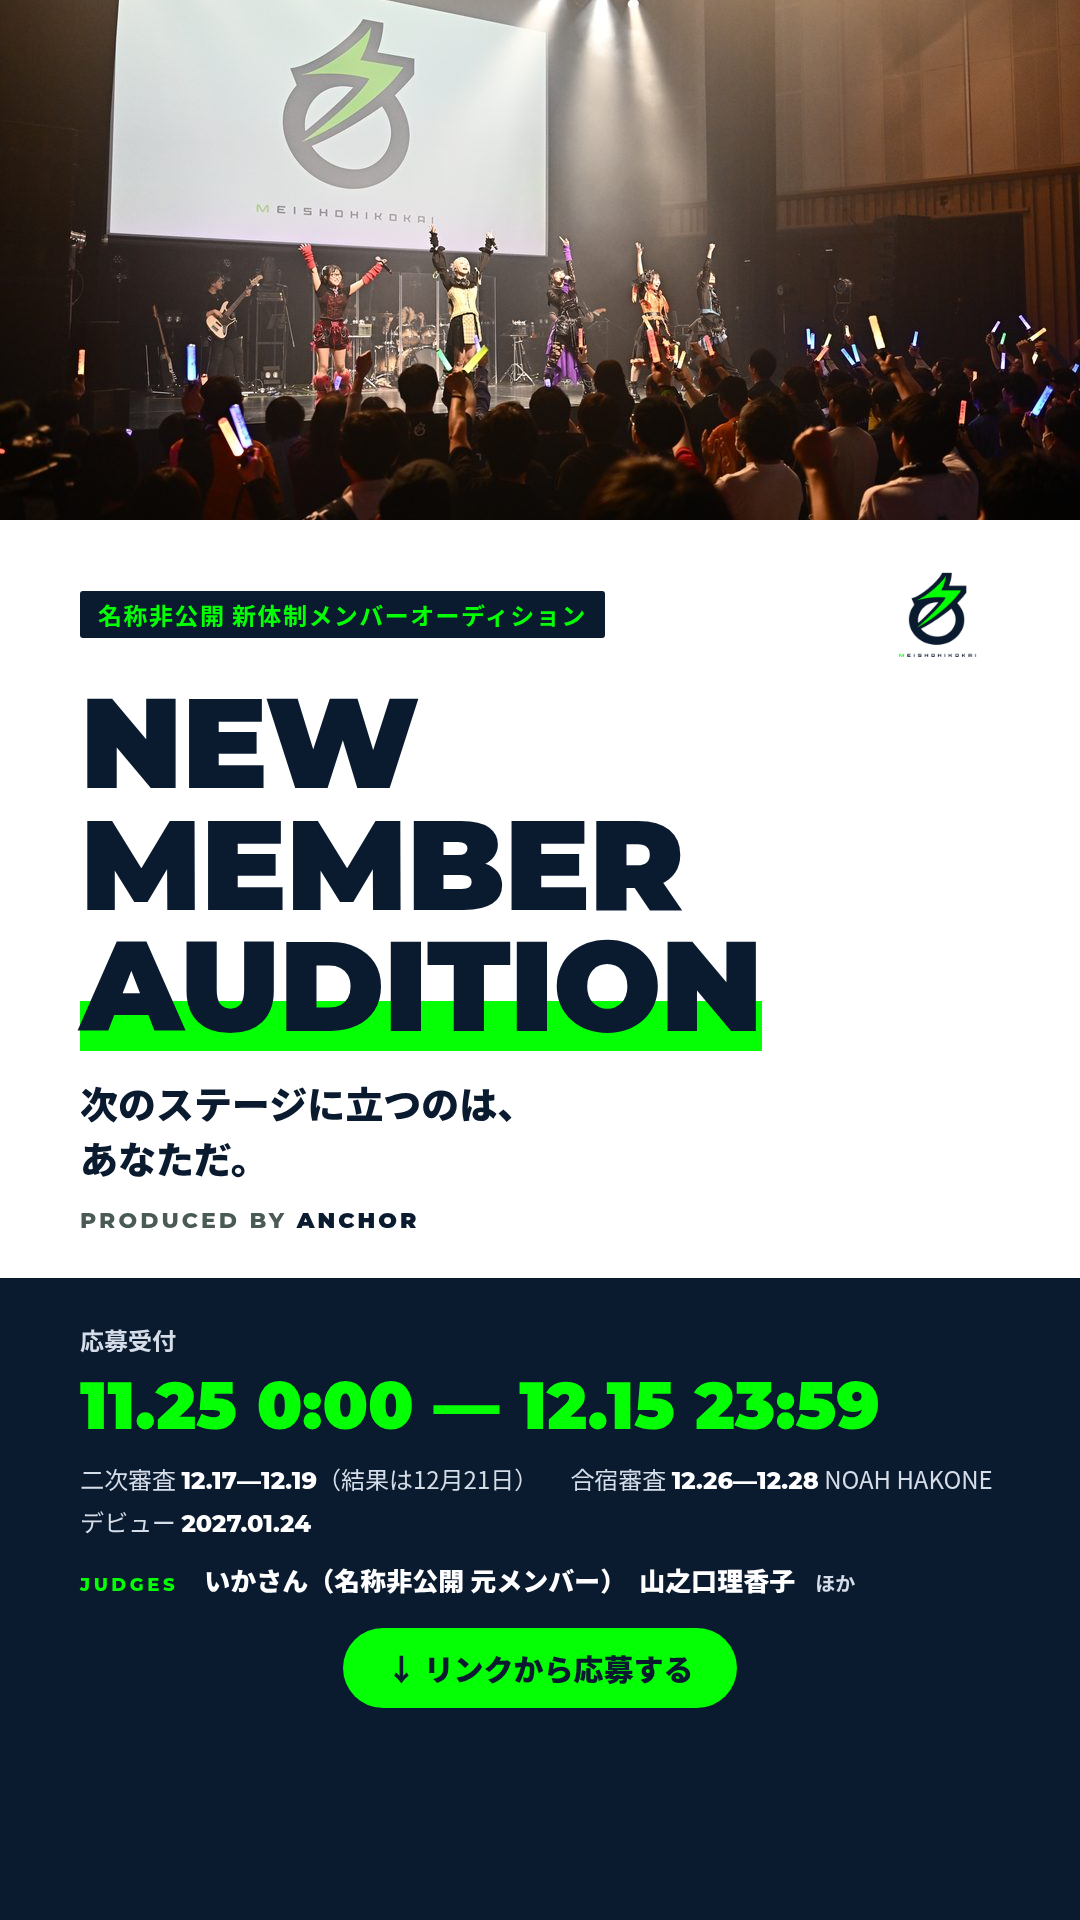 MEISHOHIKOKAI
名称非公開 新体制メンバーオーディション
MEISHOHIKOKAI
NEW
MEMBER
AUDITION
次のステージに立つのは、
あなただ。
PRODUCED BY ANCHOR
応募受付
11.25 0:00 — 12.15 23:59
二次審査 12.17—12.19（結果は12月21日） 合宿審査 12.26—12.28 NOAH HAKONE
デビュー 2027.01.24
JUDGES いかさん（名称非公開 元メンバー） 山之口理香子 ほか
↓ リンクから応募する